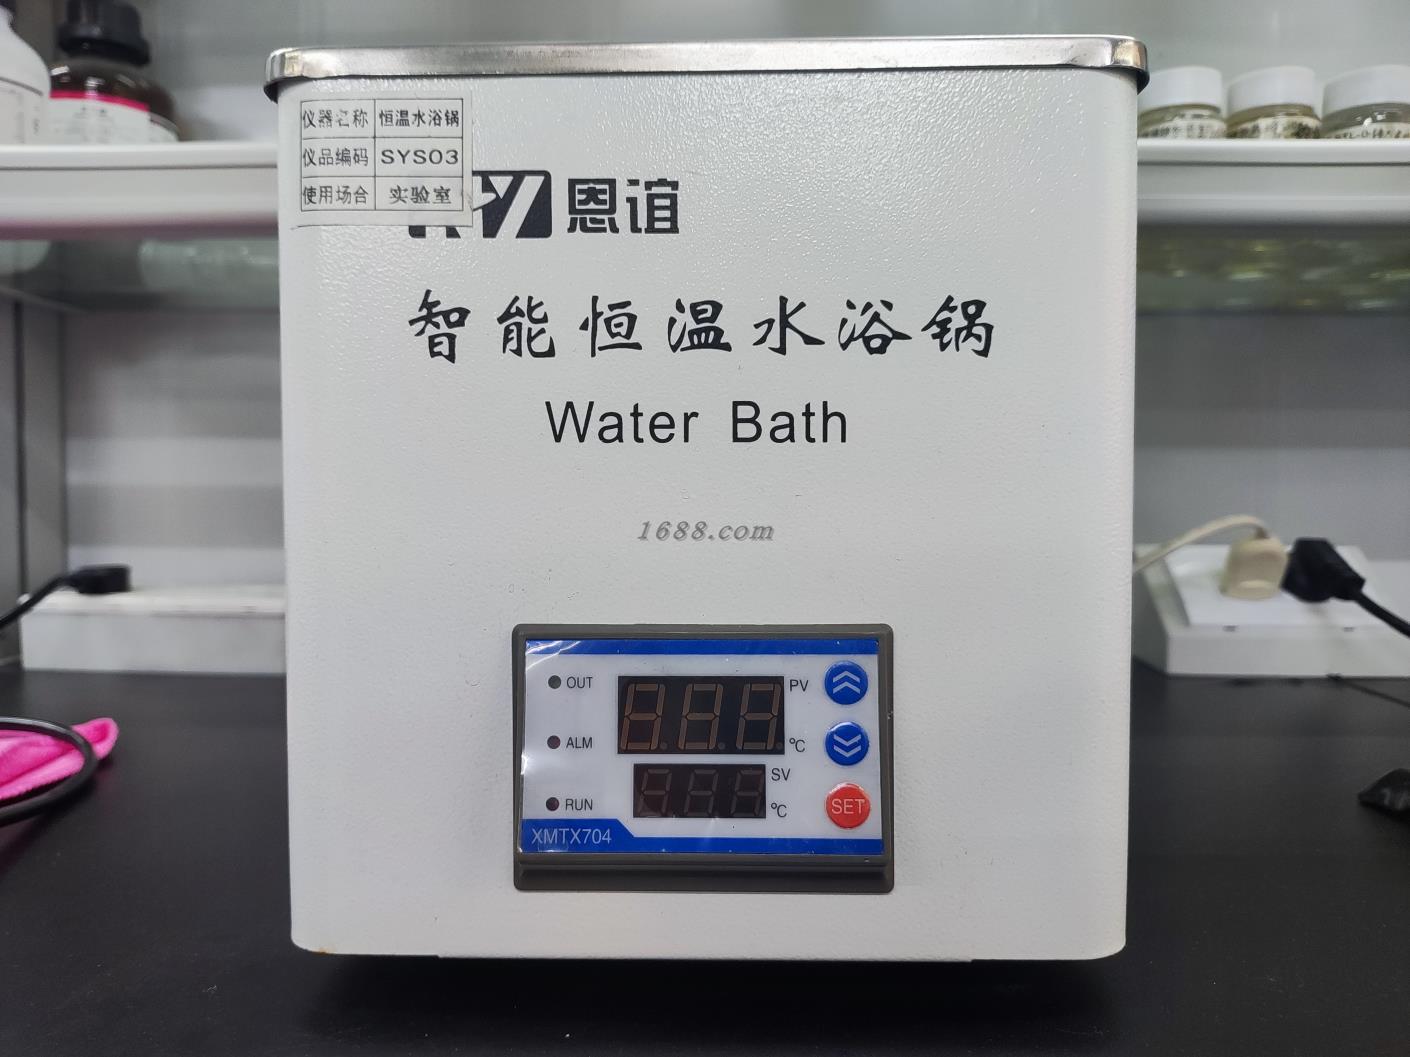 仪器名称 恒温水浴锅
仪品编码 SYS03
使用场合 实验室
恩谊
智能恒温水浴锅
Water Bath
1688.com
OUT
PV
ALM
℃
SV
RUN
℃
SET
XMTX704